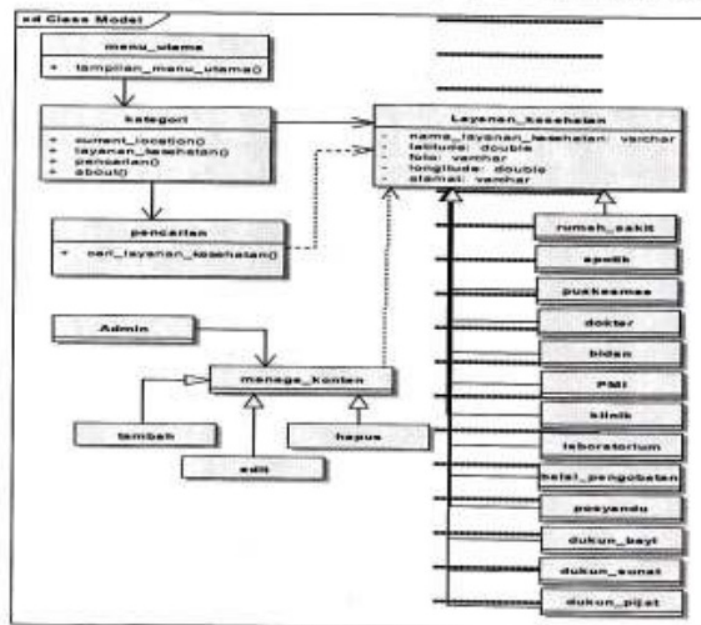 xd Class Model
menu_utama
+ tampilan_menu_utama()
kategori
+ current_location()
+ layanan_kesehatan()
+ pencarian()
+ about()
Layanan_kesehatan
- name_layanan_kesehatan: varchar
- latitude: double
- foto: varchar
- longitude: double
- alamat: varchar
pencarian
+ cari_layanan_kesehatan()
Admin
manage_konten
tambah
edit
hapus
rumah_sakit
apotik
puskesmas
dokter
bidan
PMI
klinik
laboratorium
balai_pengobatan
posyandu
dukun_bayi
dukun_sunat
dukun_pijat